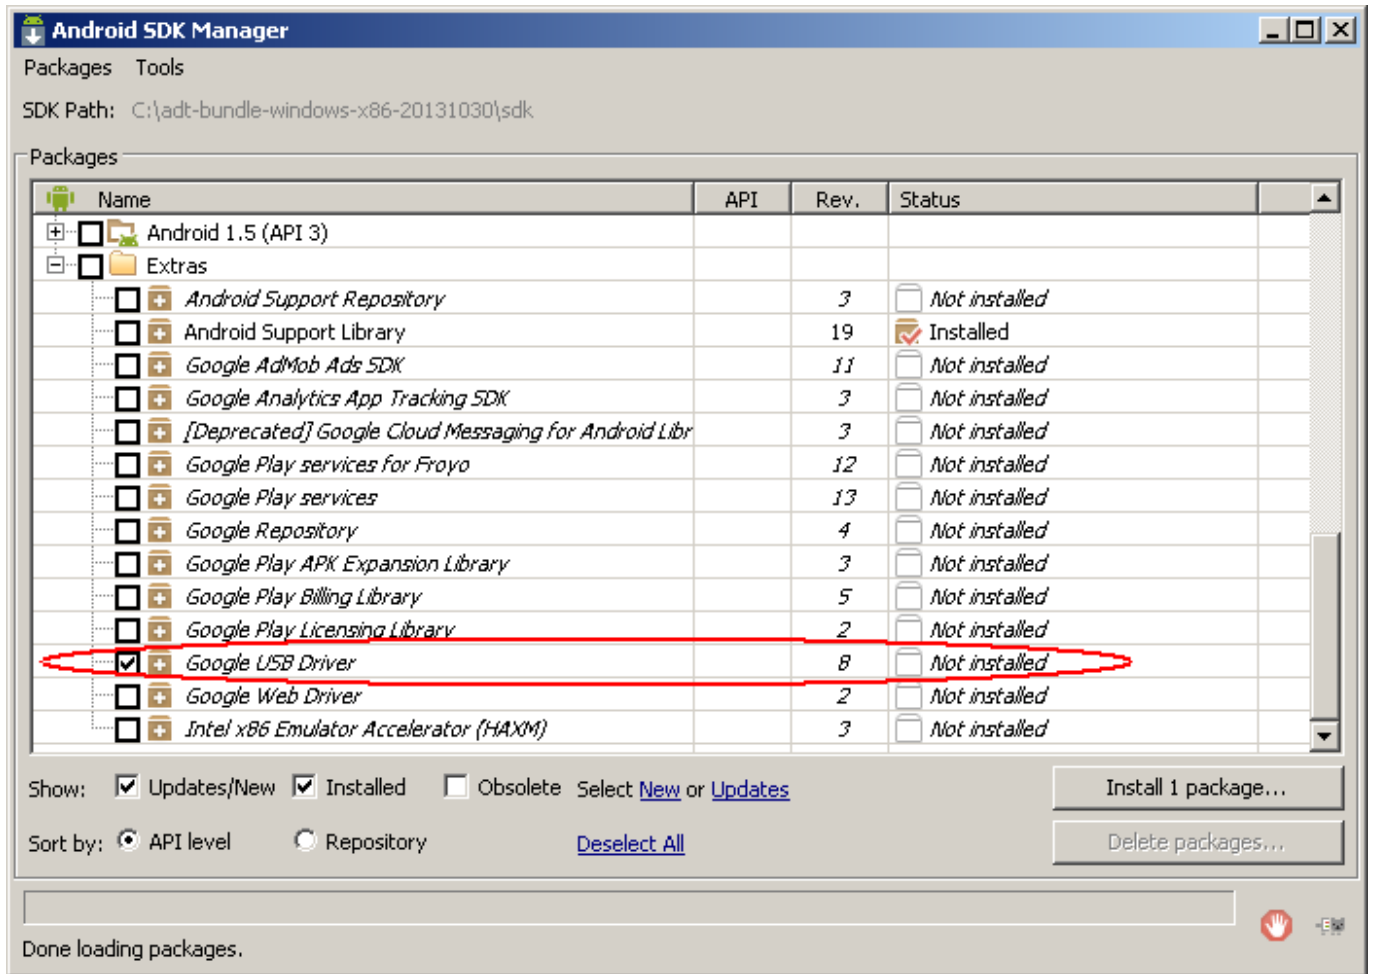 Android SDK Manager
Packages Tools
SDK Path: C:\adt-bundle-windows-x86-20131030\sdk
Packages
Name API Rev. Status
Android 1.5 (API 3)
Extras
Android Support Repository 3 Not installed
Android Support Library 19 Installed
Google AdMob Ads SDK 11 Not installed
Google Analytics App Tracking SDK 3 Not installed
[Deprecated] Google Cloud Messaging for Android Libr 3 Not installed
Google Play services for Froyo 12 Not installed
Google Play services 13 Not installed
Google Repository 4 Not installed
Google Play APK Expansion Library 3 Not installed
Google Play Billing Library 5 Not installed
Google Play Licensing Library 2 Not installed
Google USB Driver 8 Not installed
Google Web Driver 2 Not installed
Intel x86 Emulator Accelerator (HAXM) 3 Not installed
Show: Updates/New Installed Obsolete Select New or Updates Install 1 package...
Sort by: API level Repository Deselect All Delete packages...
Done loading packages.